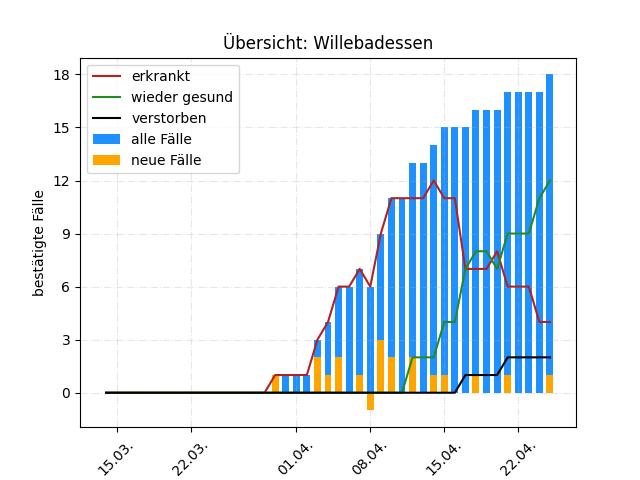 Übersicht: Willebadessen
erkrankt
wieder gesund
verstorben
alle Fälle
neue Fälle
bestätigte Fälle
18
15
12
9
6
3
0
15.03.
22.03.
01.04.
08.04.
15.04.
22.04.